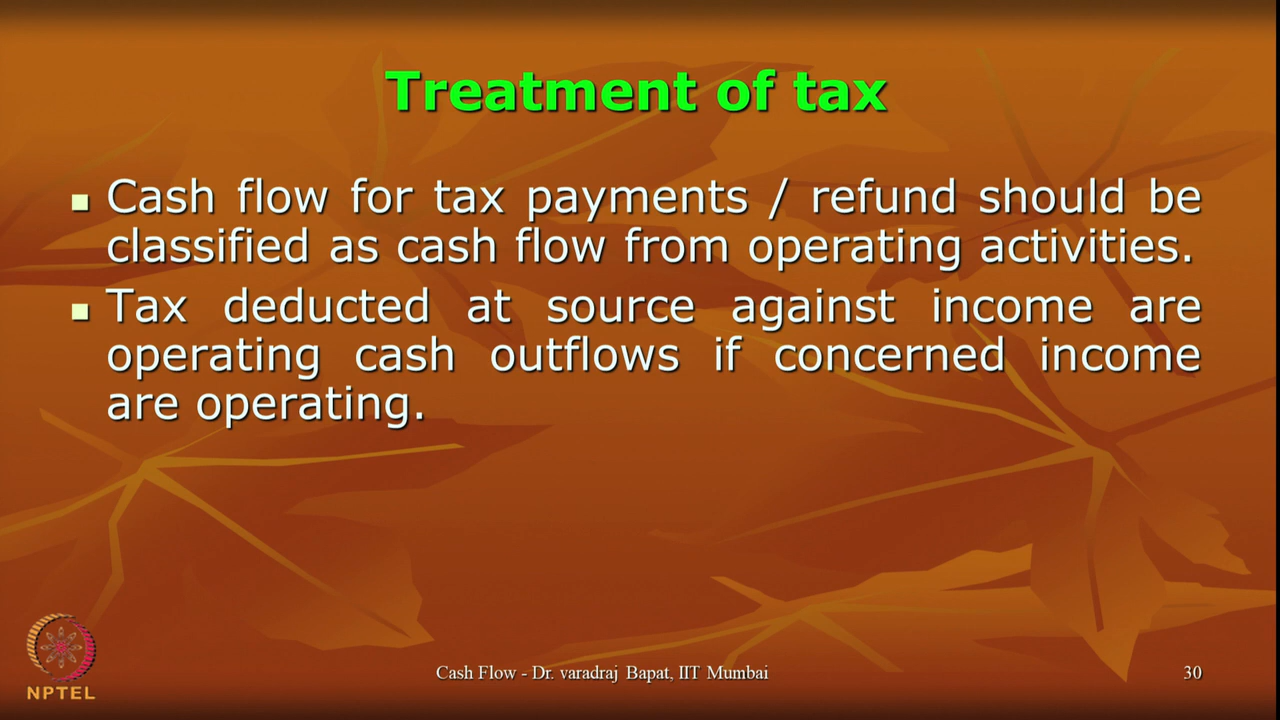 Treatment of tax
Cash flow for tax payments / refund should be
classified as cash flow from operating activities.
Tax deducted at source against income are
operating cash outflows if concerned income
are operating.
NPTEL
Cash Flow - Dr. varadraj Bapat, IIT Mumbai
30